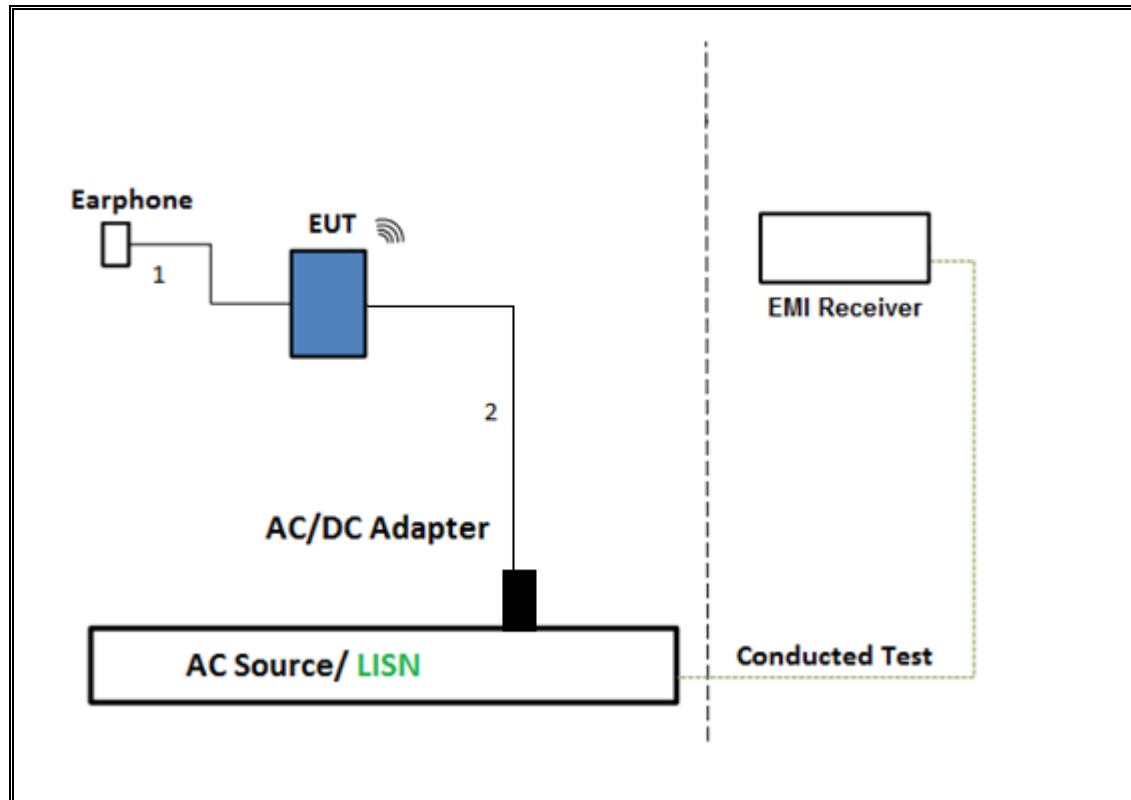 Earphone
1
EUT
2
AC/DC Adapter
AC Source/ LISN
EMI Receiver
Conducted Test